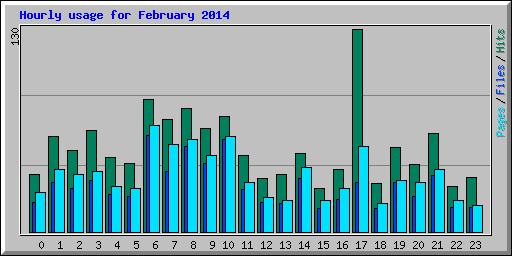 Hourly usage for February 2014
130
Pages / Files / Hits
0 1 2 3 4 5 6 7 8 9 10 11 12 13 14 15 16 17 18 19 20 21 22 23